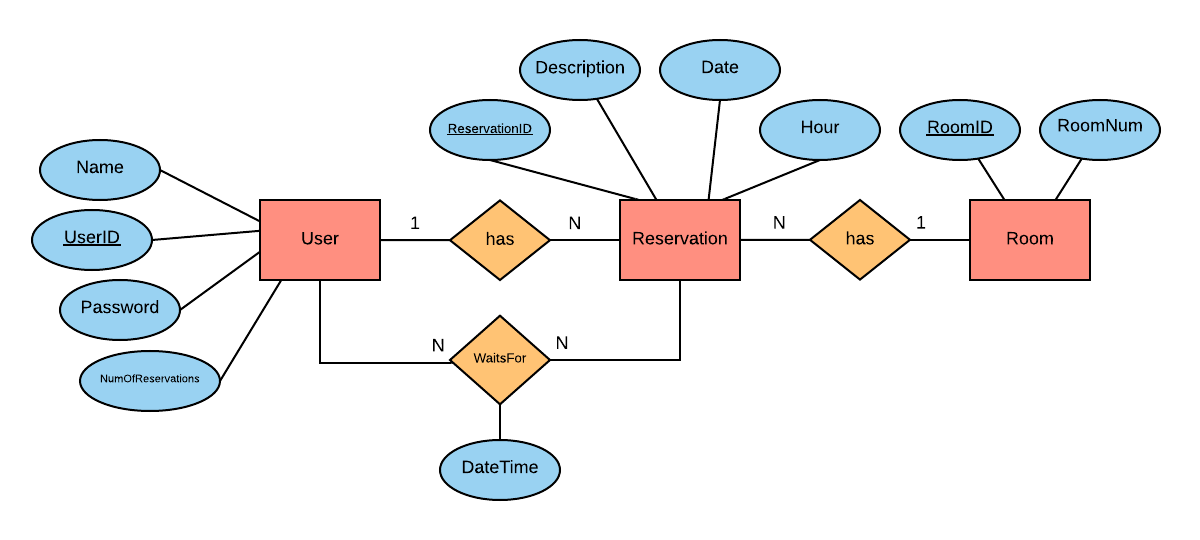 Description
Date
ReservationID
Hour
RoomID
RoomNum
Name
UserID
User
1
has
N
Reservation
N
has
1
Room
Password
NumOfReservations
N
WaitsFor
N
DateTime